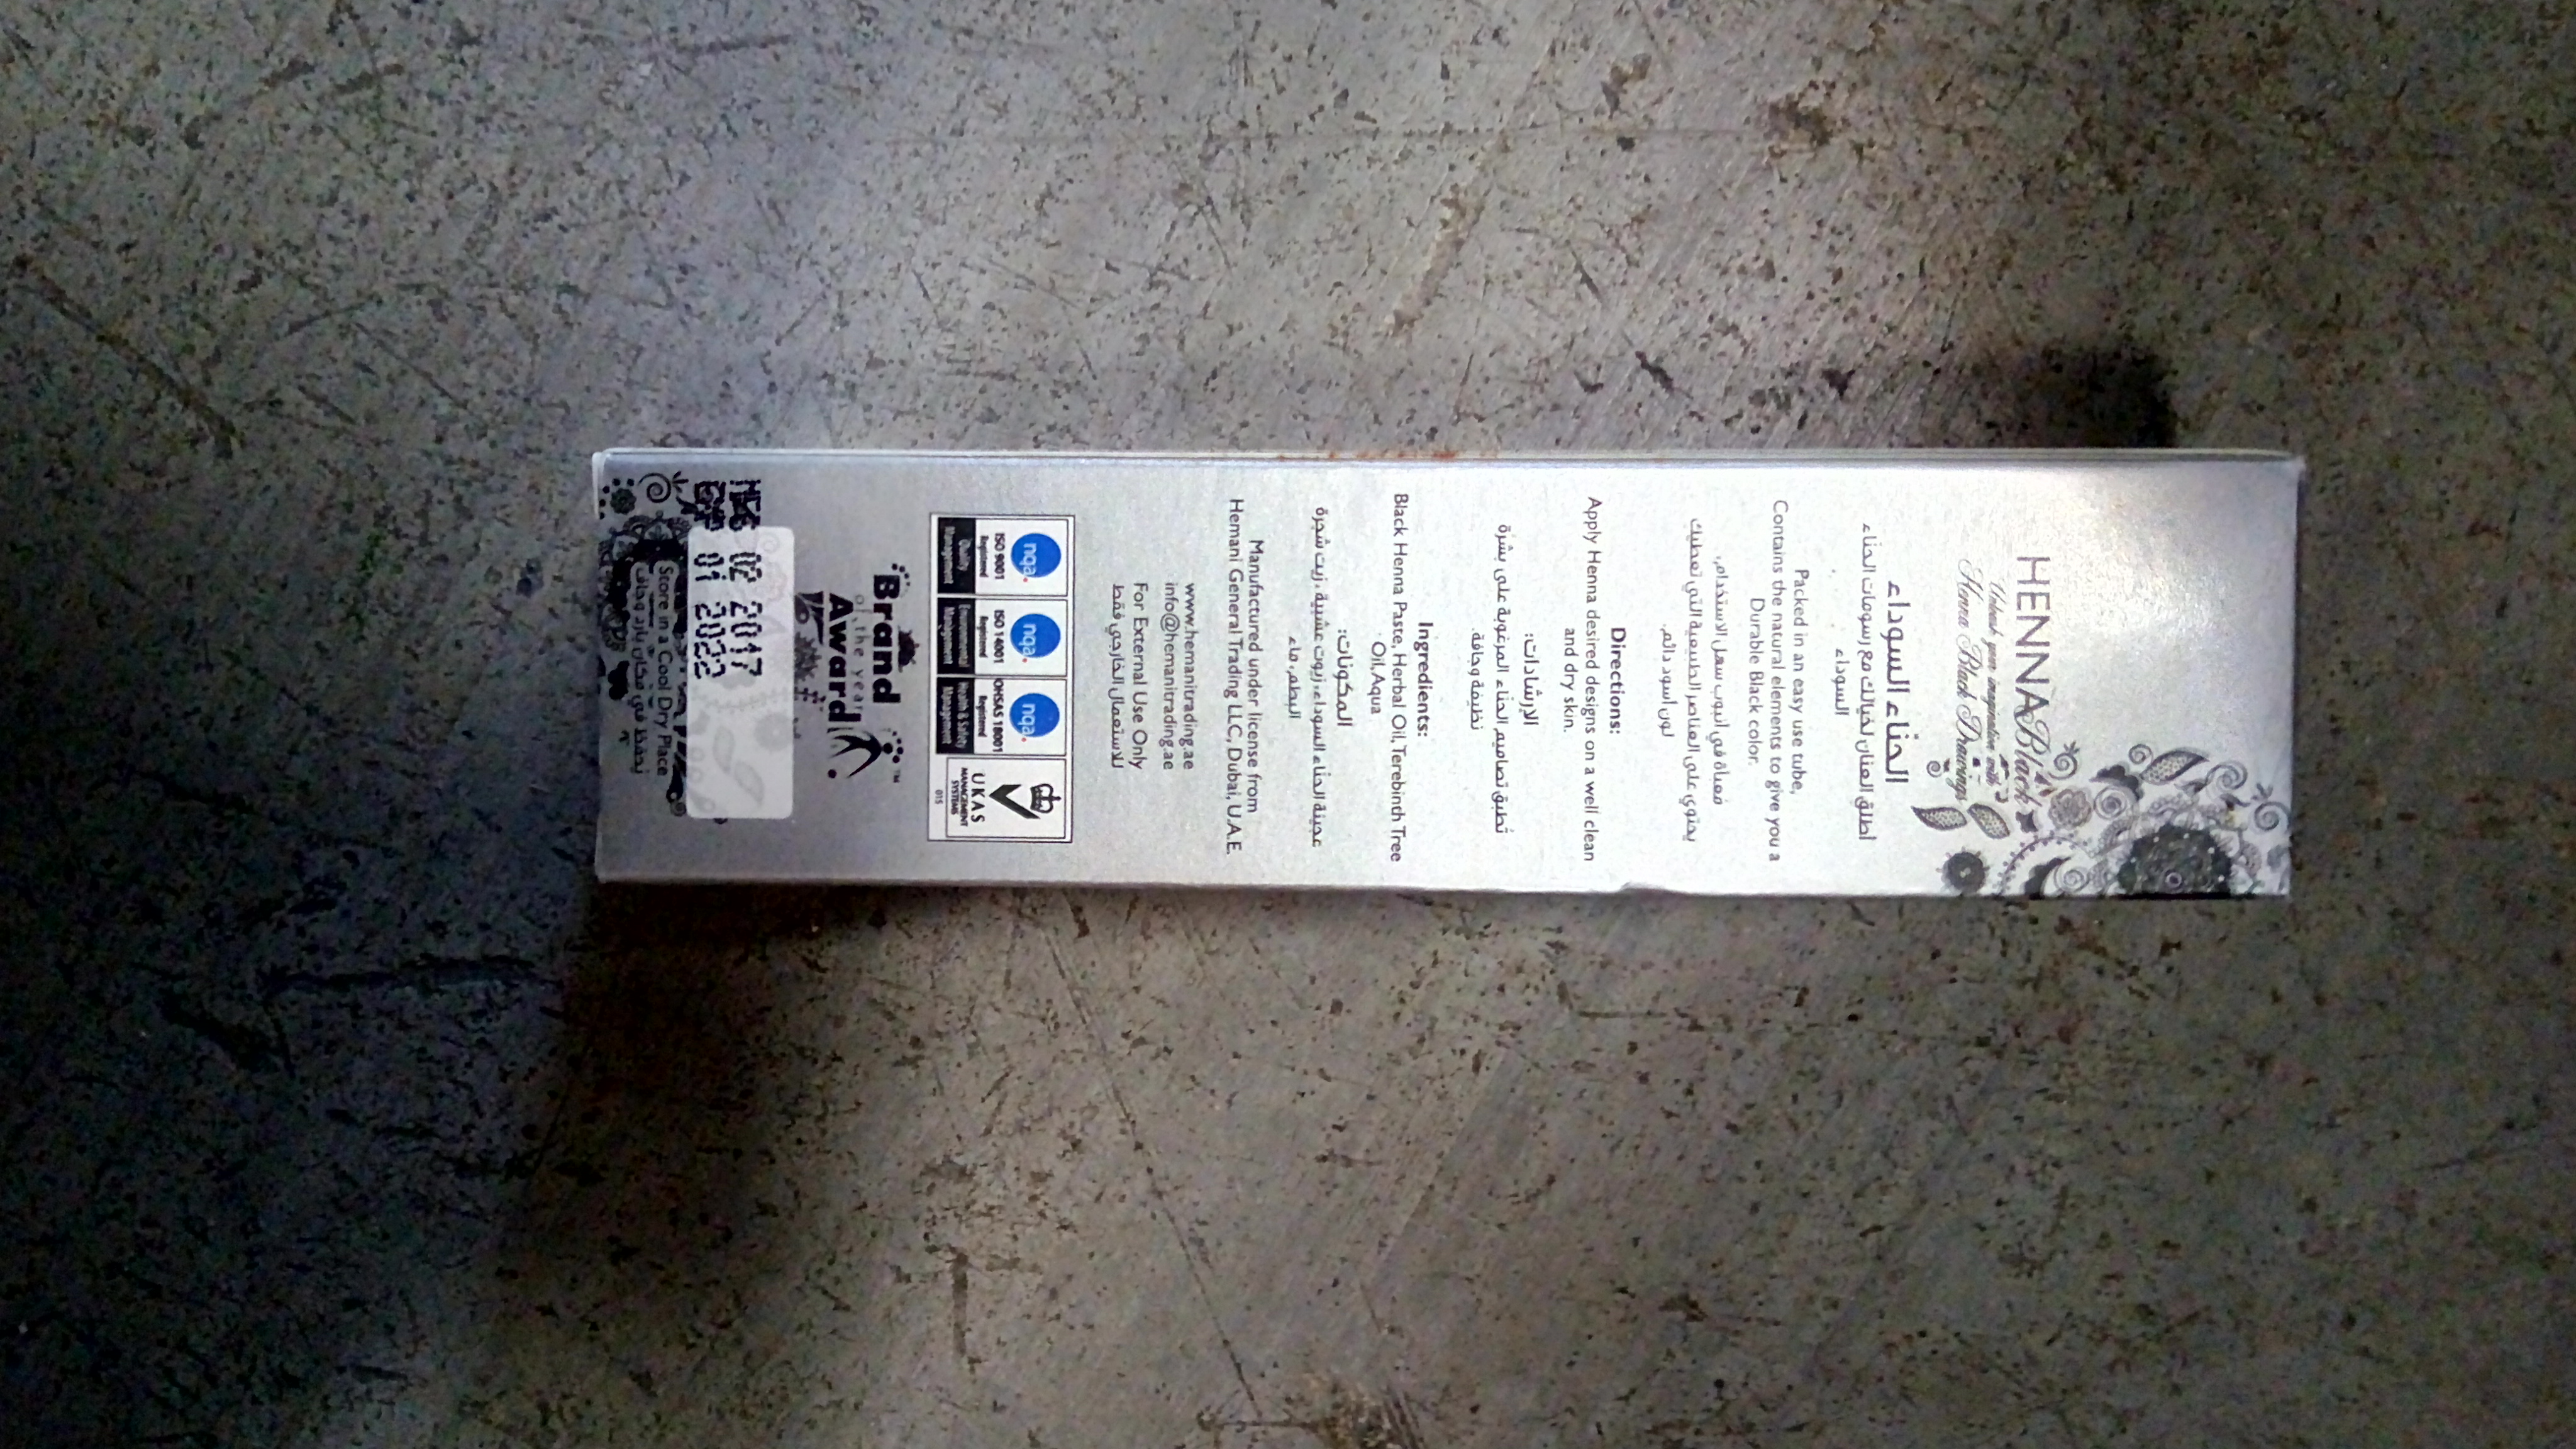 HENNA Black
Unleash your imagination with
Henna Black Drawings
الحناء السوداء
اطلق العنان لخيالك مع رسومات الحناء
السوداء
Packed in an easy use tube,
Contains the natural elements to give you a
Durable Black color.
معبأة في أنبوب سهل الاستخدام,
يحتوي على العناصر الطبيعية التي تعطيك
لون اسود دائم.
Directions:
Apply Henna desired designs on a well clean
and dry skin.
الإرشادات:
تطبق تصاميم الحناء المرغوبة على بشرة
نظيفة وجافة.
Ingredients:
Black Henna Paste, Herbal Oil, Terebinth Tree
Oil, Aqua
المكونات:
عجينة الحناء السوداء، زيوت عشبية، زيت شجرة
البطم، ماء
Manufactured under license from
Hemani General Trading LLC, Dubai, U.A.E.
www.hemanitrading.ae
info@hemanitrading.ae
For External Use Only
للاستعمال الخارجي فقط
nqa. nqa. nqa.
ISO 9001 ISO 14001 OHSAS 18001
Registered Registered Registered
Quality Environmental Health & Safety
Management Management Management
UKAS
MANAGEMENT
SYSTEMS
015
Brand
of the year
Award
MFG 02 2017
EXP 01 2022
Store in a Cool Dry Place
يحفظ في مكان بارد وجاف